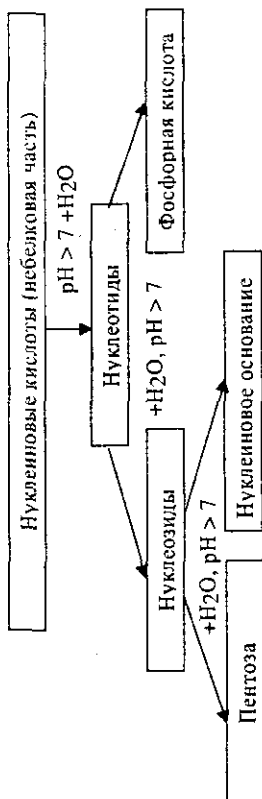 Нуклеиновые кислоты (небелковая часть)
pH > 7 +H2O
Нуклеотиды
+H2O, pH > 7
Нуклеозиды
Фосфорная кислота
+H2O, pH > 7
Пентоза
Нуклеиновое основание